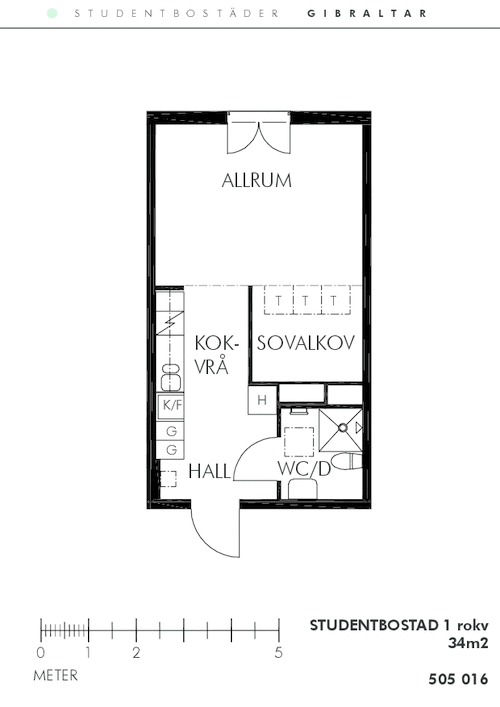 STUDENTBOSTÄDER GIBRALTAR
ALLRUM
T T T
KOK-
VRÅ
SOVALKOV
K/F
H
G
G
HALL
WC/D
0 1 2 5
METER
STUDENTBOSTAD 1 rokv
34m2
505 016